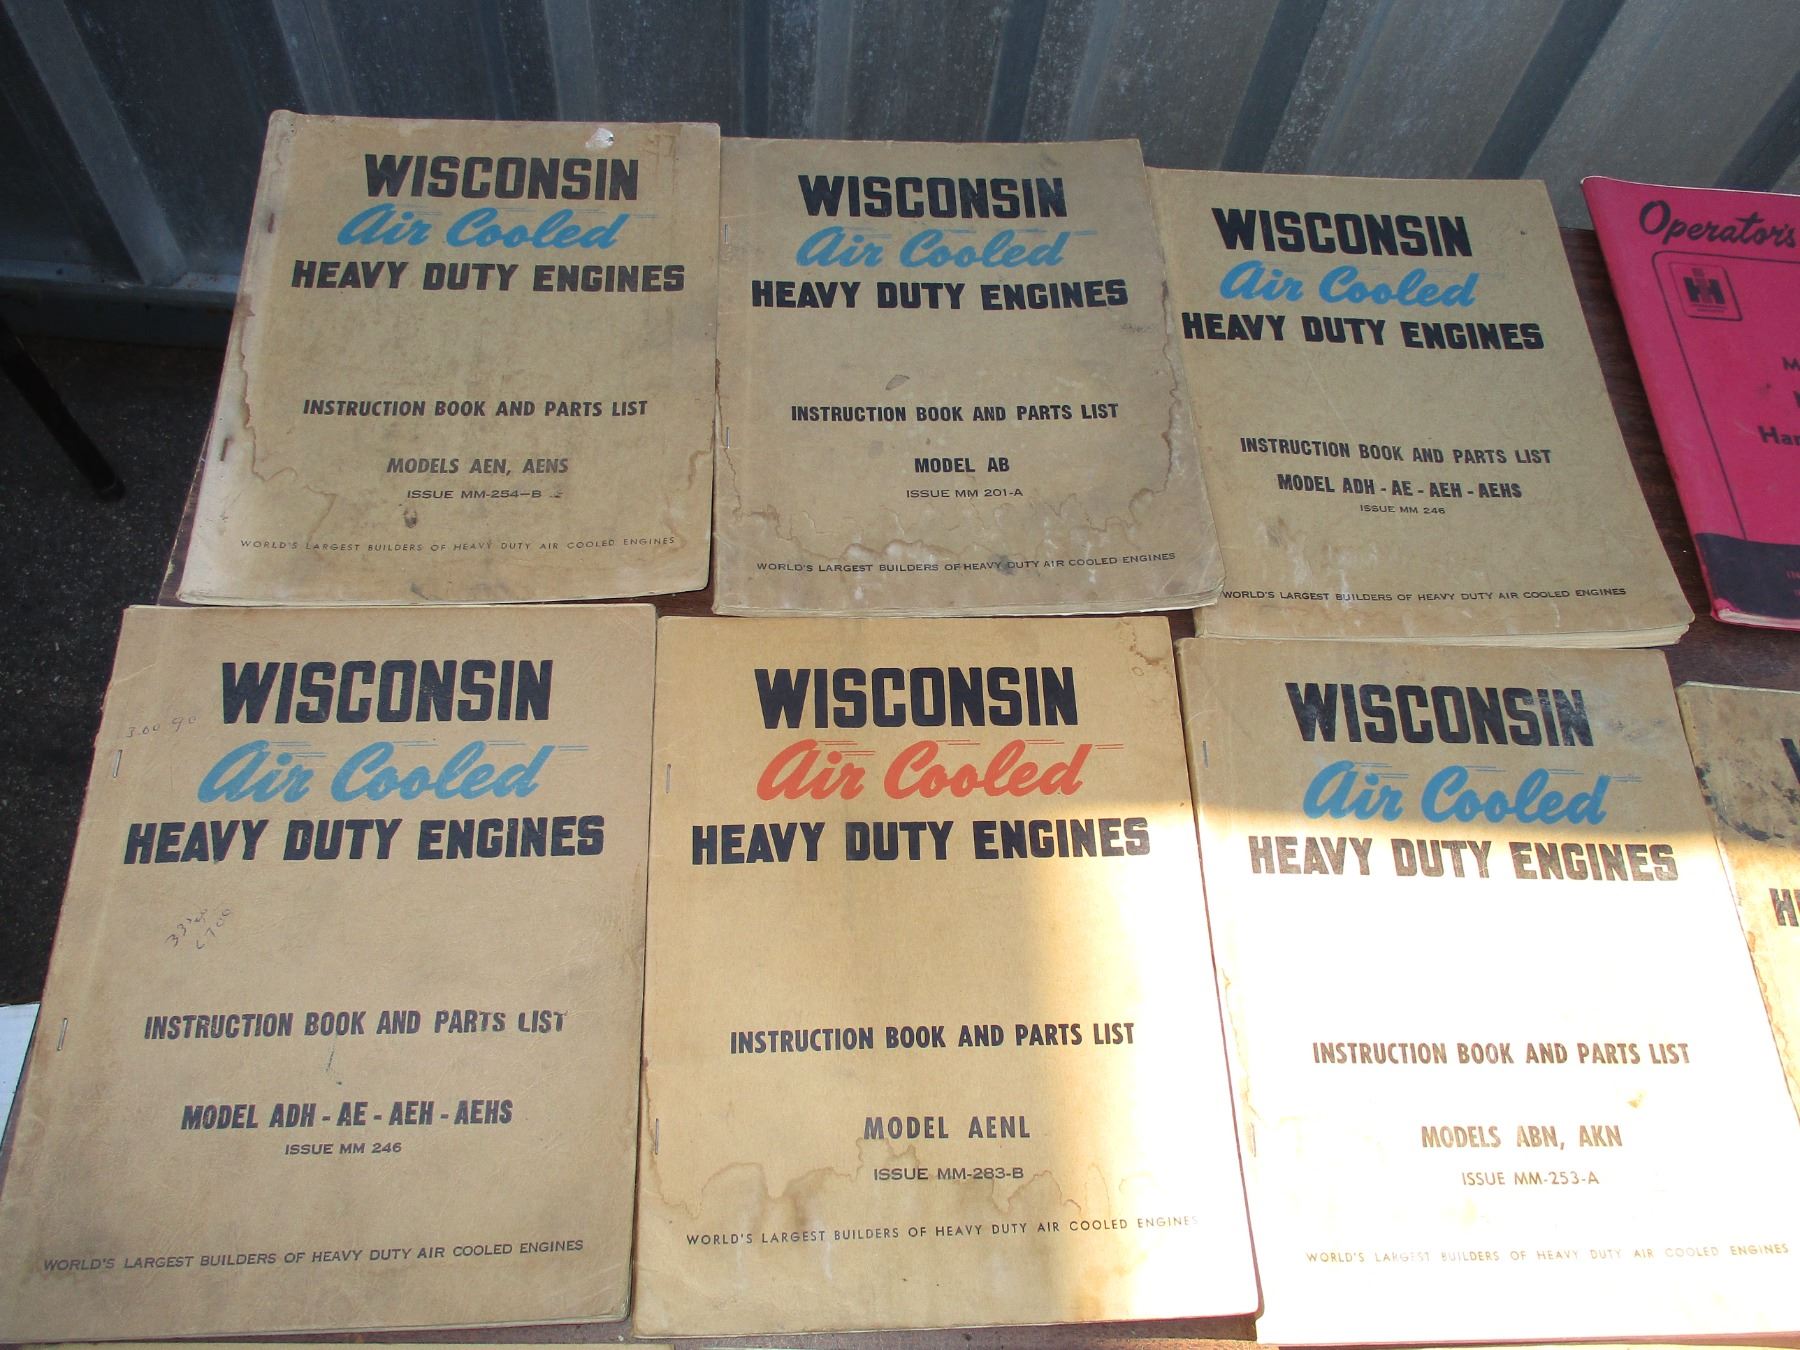 WISCONSIN
Air Cooled
HEAVY DUTY ENGINES
INSTRUCTION BOOK AND PARTS LIST
MODELS AEN, AENS
ISSUE MM-254-B
WORLD'S LARGEST BUILDERS OF HEAVY DUTY AIR COOLED ENGINES
WISCONSIN
Air Cooled
HEAVY DUTY ENGINES
INSTRUCTION BOOK AND PARTS LIST
MODEL AB
ISSUE MM 201-A
WORLD'S LARGEST BUILDERS OF HEAVY DUTY AIR COOLED ENGINES
WISCONSIN
Air Cooled
HEAVY DUTY ENGINES
INSTRUCTION BOOK AND PARTS LIST
MODEL ADH - AE - AEH - AEHS
ISSUE MM 246
WORLD'S LARGEST BUILDERS OF HEAVY DUTY AIR COOLED ENGINES
Operator's
IH
WISCONSIN
Air Cooled
HEAVY DUTY ENGINES
INSTRUCTION BOOK AND PARTS LIST
MODEL ADH - AE - AEH - AEHS
ISSUE MM 246
WORLD'S LARGEST BUILDERS OF HEAVY DUTY AIR COOLED ENGINES
WISCONSIN
Air Cooled
HEAVY DUTY ENGINES
INSTRUCTION BOOK AND PARTS LIST
MODEL AENL
ISSUE MM-283-B
WORLD'S LARGEST BUILDERS OF HEAVY DUTY AIR COOLED ENGINES
WISCONSIN
Air Cooled
HEAVY DUTY ENGINES
INSTRUCTION BOOK AND PARTS LIST
MODELS ABN, AKN
ISSUE MM-253-A
WORLD'S LARGEST BUILDERS OF HEAVY DUTY AIR COOLED ENGINES